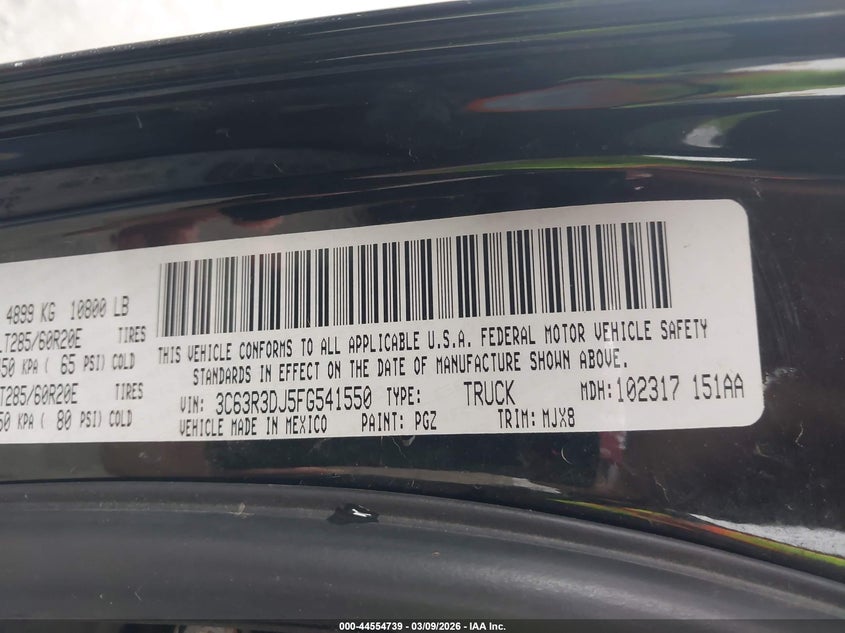 4899 KG 10800 LB
LT285/60R20E TIRES
450 KPA ( 65 PSI) COLD
LT285/60R20E TIRES
550 KPA ( 80 PSI) COLD
THIS VEHICLE CONFORMS TO ALL APPLICABLE U.S.A. FEDERAL MOTOR VEHICLE SAFETY
STANDARDS IN EFFECT ON THE DATE OF MANUFACTURE SHOWN ABOVE.
VIN: 3C63R3DJ5FG541550 TYPE: TRUCK MDH: 102317 151AA
VEHICLE MADE IN MEXICO PAINT: PGZ TRIM: MJX8
000-44554739 - 03/09/2026 - IAA Inc.